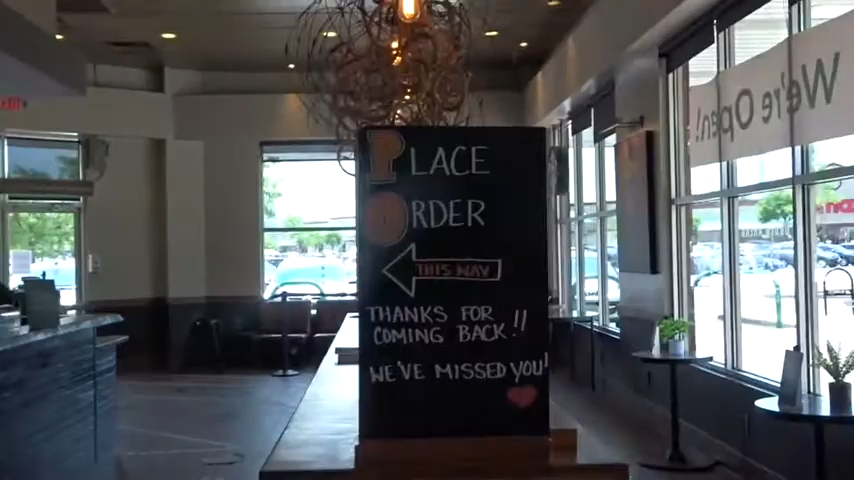 We're Open!
PLACE
ORDER
THIS WAY
THANKS FOR
COMING BACK!!
WE'VE MISSED YOU!